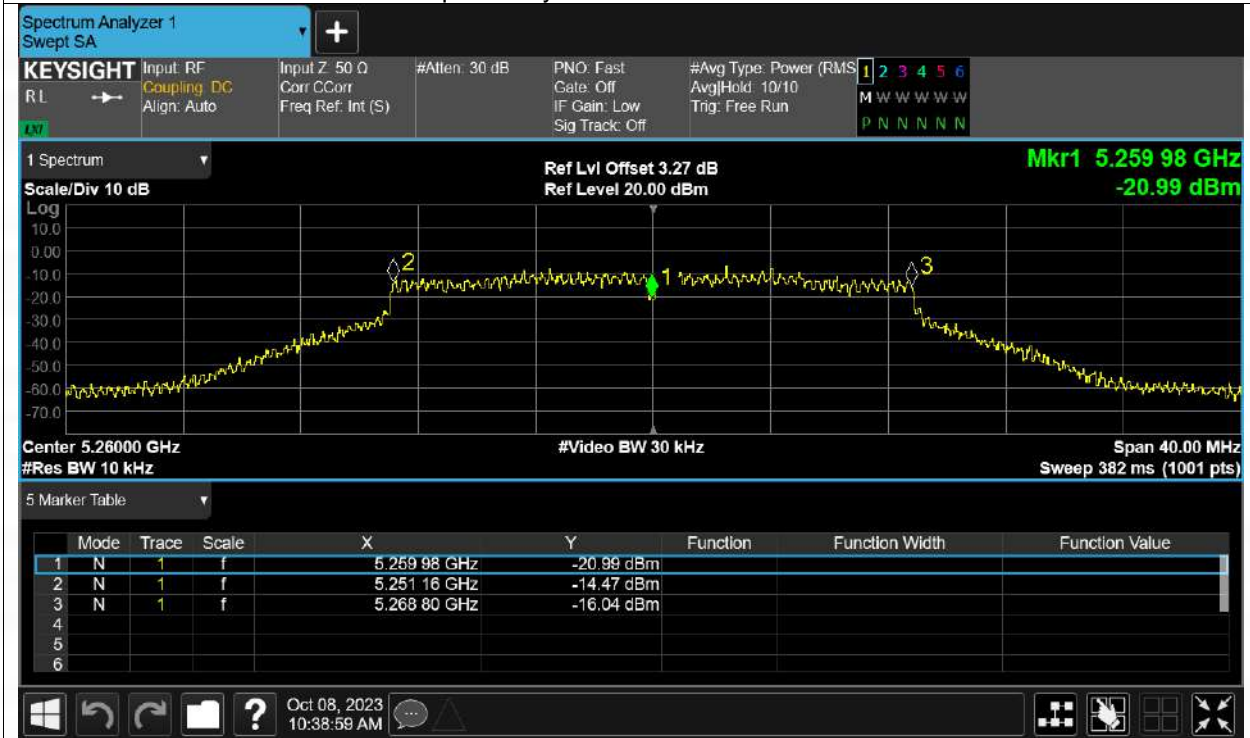 Spectrum Analyzer 1
Swept SA
+
KEYSIGHT Input: RF Input Z: 50 Ω #Atten: 30 dB PNO: Fast #Avg Type: Power (RMS 1 2 3 4 5 6
RL Coupling: DC Corr CCorr Gate: Off Avg|Hold: 10/10 M W W W W W
Align: Auto Freq Ref: Int (S) IF Gain: Low Trig: Free Run
LXI Sig Track: Off P N N N N N
1 Spectrum Ref Lvl Offset 3.27 dB Mkr1 5.259 98 GHz
Scale/Div 10 dB Ref Level 20.00 dBm -20.99 dBm
Log
10.0
0.00
-10.0
-20.0
-30.0
-40.0
-50.0
-60.0
-70.0
2 1 3
Center 5.26000 GHz #Video BW 30 kHz Span 40.00 MHz
#Res BW 10 kHz Sweep 382 ms (1001 pts)
5 Marker Table
Mode Trace Scale X Y Function Function Width Function Value
1 N 1 f 5.259 98 GHz -20.99 dBm
2 N 1 f 5.251 16 GHz -14.47 dBm
3 N 1 f 5.268 80 GHz -16.04 dBm
4
5
6
? Oct 08, 2023
10:38:59 AM